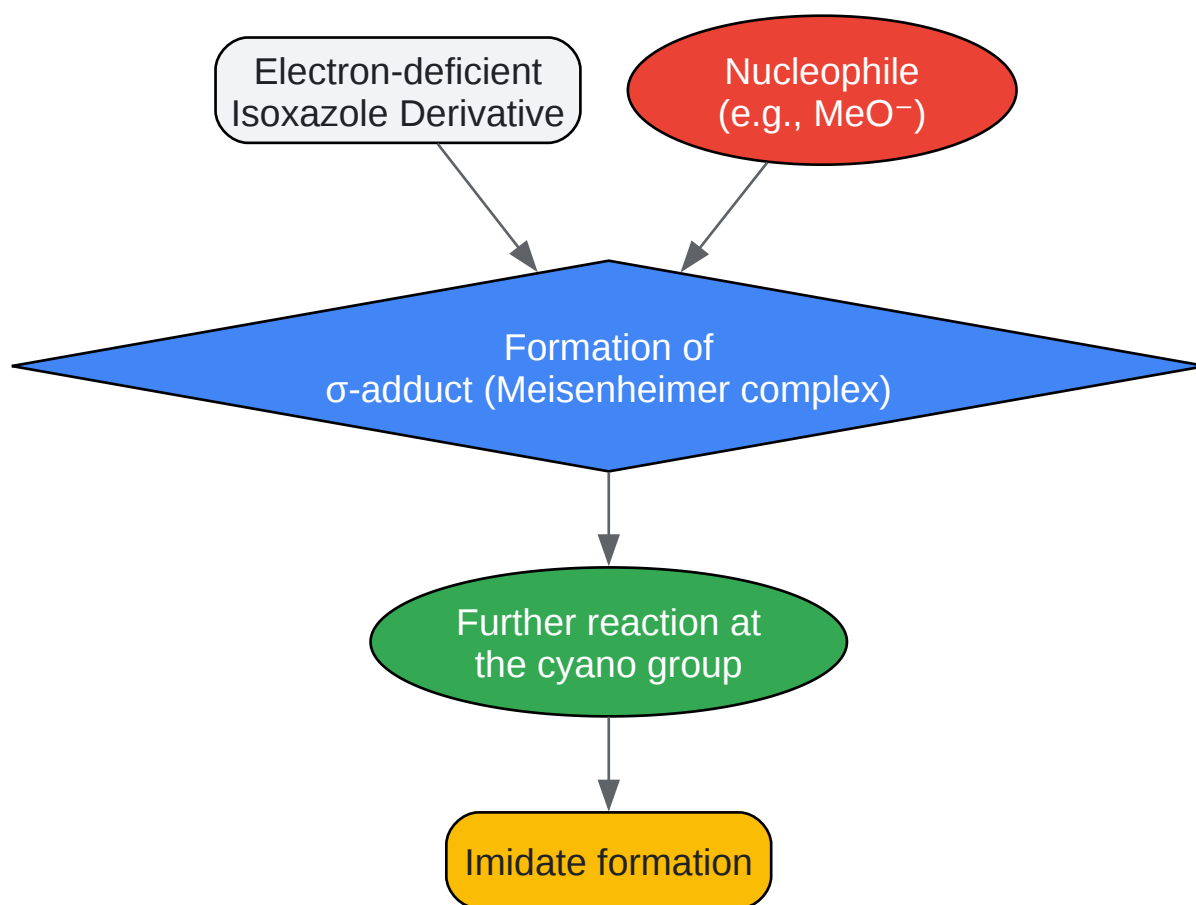 Electron-deficient
Isoxazole Derivative
Nucleophile
(e.g., MeO⁻)
Formation of
σ-adduct (Meisenheimer complex)
Further reaction at
the cyano group
Imidate formation